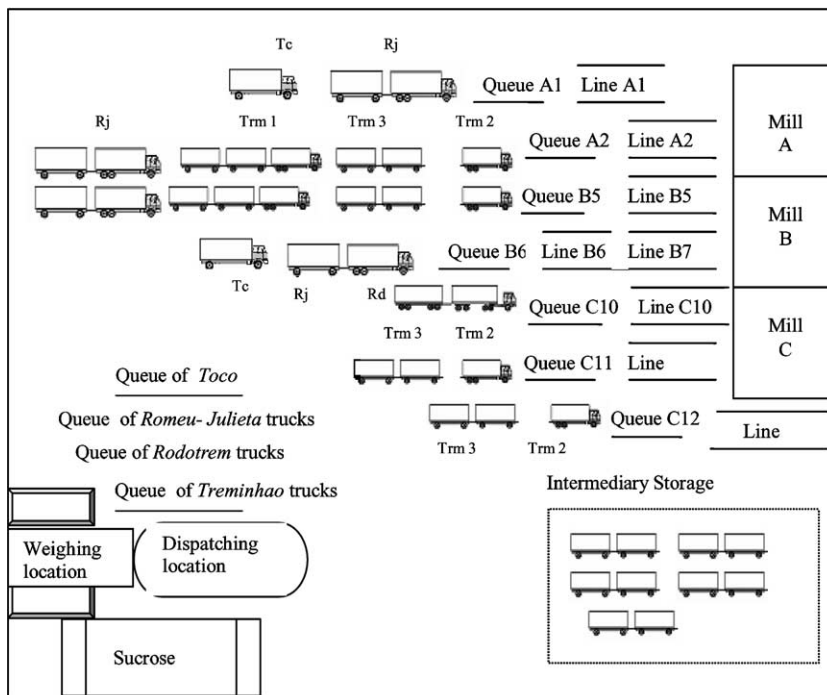 Tc Rj
Queue A1 Line A1
Rj Trm 1 Trm 3 Trm 2
Queue A2 Line A2
Mill
A
Queue B5 Line B5
Mill
B
Queue B6 Line B6 Line B7
Tc Rj Rd
Queue C10 Line C10
Mill
C
Trm 3 Trm 2
Queue C11 Line
Queue of Toco
Queue of Romeu- Julieta trucks
Queue C12 Line
Trm 3 Trm 2
Queue of Rodotrem trucks
Queue of Treminhao trucks
Intermediary Storage
Weighing
location
Dispatching
location
Sucrose